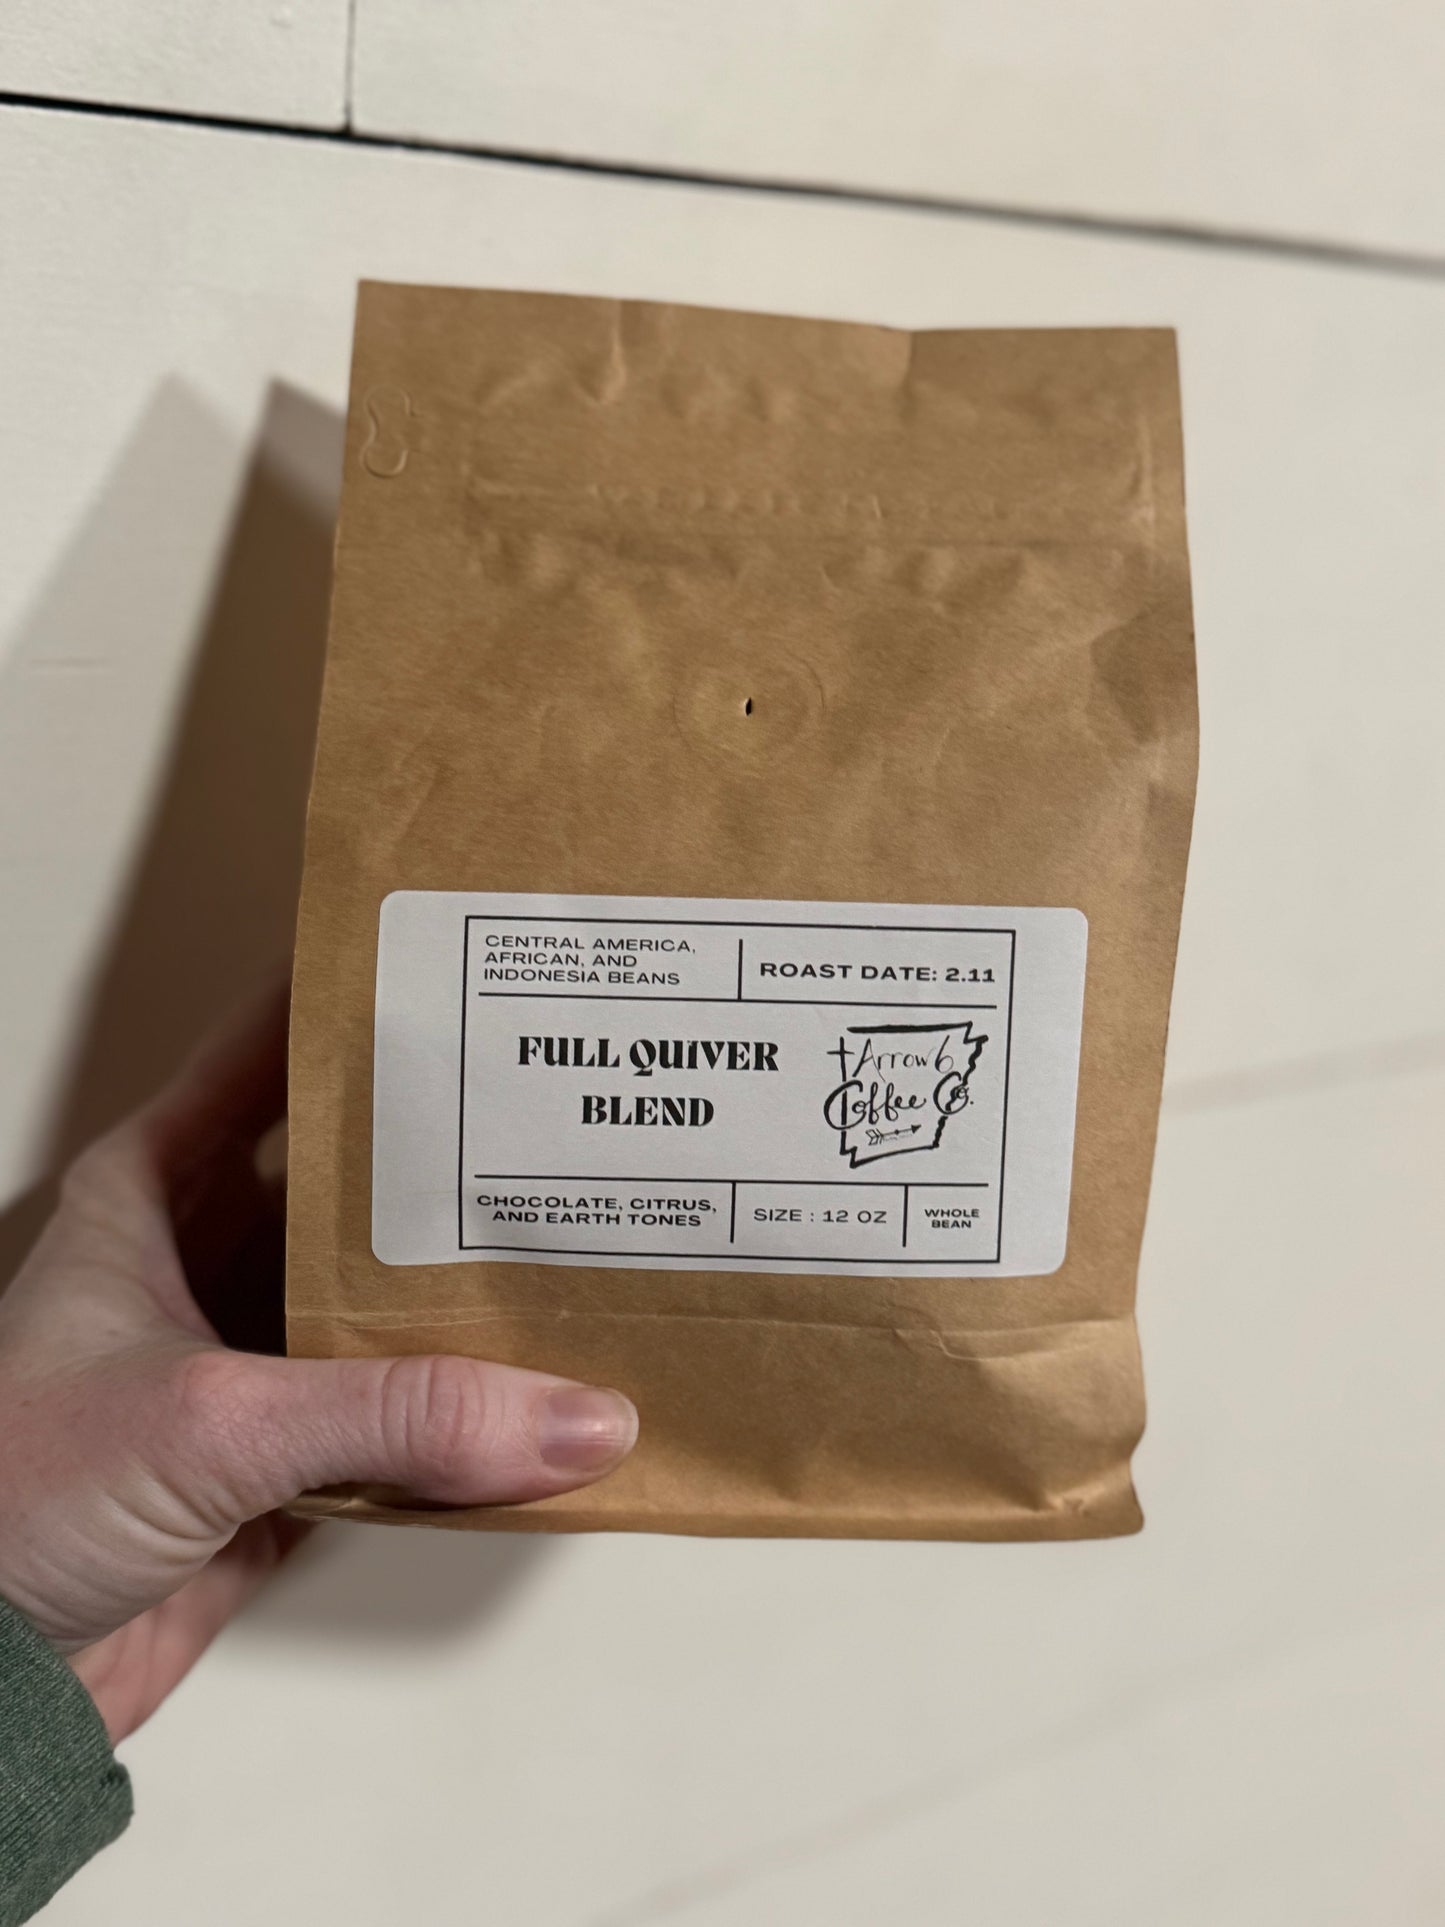 CENTRAL AMERICA,
AFRICAN, AND
INDONESIA BEANS
ROAST DATE: 2.11
FULL QUIVER
BLEND
Arrow 6
Coffee Co.
CHOCOLATE, CITRUS,
AND EARTH TONES
SIZE : 12 OZ
WHOLE
BEAN